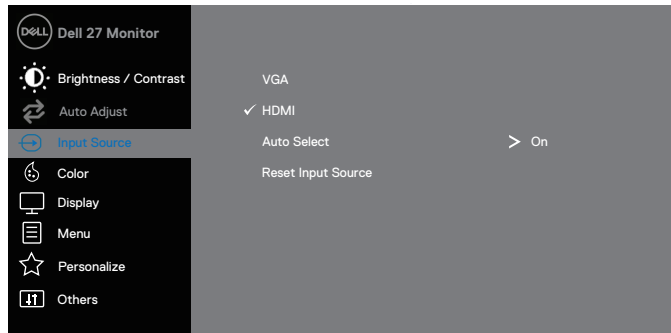 DELL Dell 27 Monitor
Brightness / Contrast
VGA
Auto Adjust
HDMI
Input Source
Auto Select
On
Color
Reset Input Source
Display
Menu
Personalize
Others